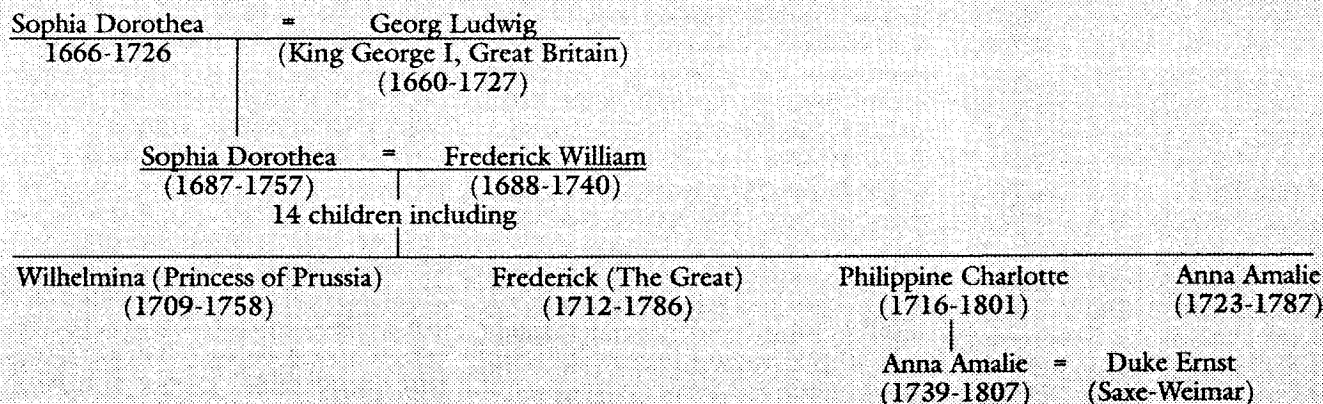 Sophia Dorothea = Georg Ludwig
1666-1726 (King George I, Great Britain)
(1660-1727)
Sophia Dorothea = Frederick William
(1687-1757) (1688-1740)
14 children including
Wilhelmina (Princess of Prussia) Frederick (The Great) Philippine Charlotte Anna Amalie
(1709-1758) (1712-1786) (1716-1801) (1723-1787)
Anna Amalie = Duke Ernst
(1739-1807) (Saxe-Weimar)